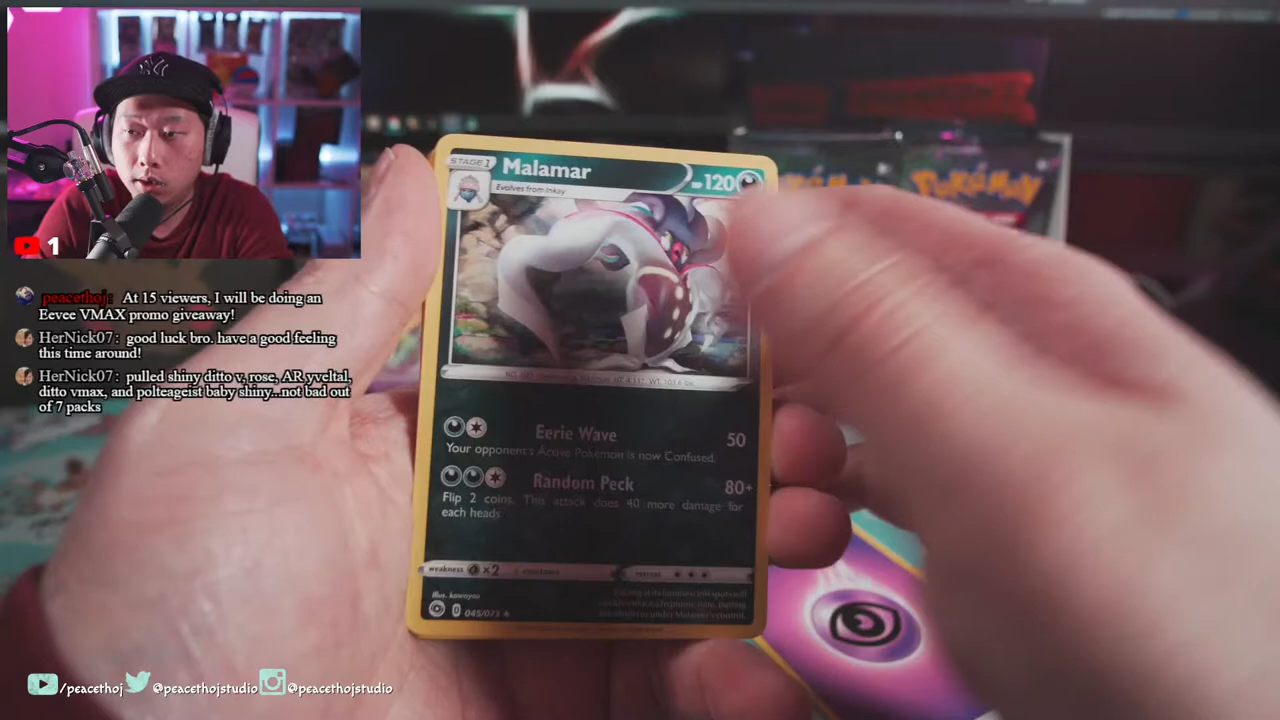 STAGE 1
Malamar
120
Evolves from Inkay
POKÉMON
POKÉMON
1
peacethoj: At 15 viewers, I will be doing an
Eevee VMAX promo giveaway!
HerNick07: good luck bro. have a good feeling
this time around!
HerNick07: pulled shiny ditto v, rose, AR yveltal,
ditto vmax, and polteageist baby shiny...not bad out
of 7 packs
Eerie Wave 50
Your opponent's Active Pokémon is now Confused.
Random Peck 80+
Flip 2 coins. This attack does 40 more damage for
each heads.
weakness ×2
illus. kawayoo
045/073
/peacethoj @peacethojstudio @peacethojstudio